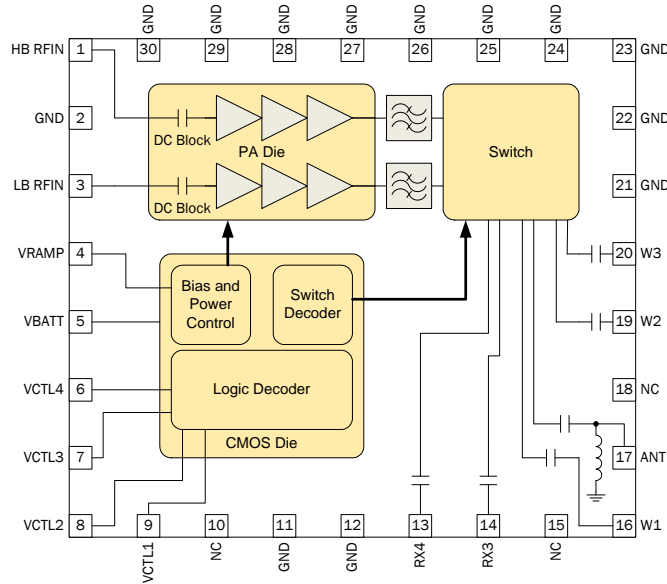 GND
GND
GND
GND
GND
GND
GND
HB RFIN
1
30
29
28
27
26
25
24
23
GND
GND
2
DC Block
PA Die
Switch
22
GND
LB RFIN
3
DC Block
21
GND
VRAMP
4
Bias and
Power
Control
Switch
Decoder
20
W3
VBATT
5
19
W2
VCTL4
6
Logic Decoder
18
NC
VCTL3
7
CMOS Die
17
ANT
VCTL2
8
9
10
11
12
13
14
15
16
W1
VCTL1
NC
GND
GND
RX4
RX3
NC